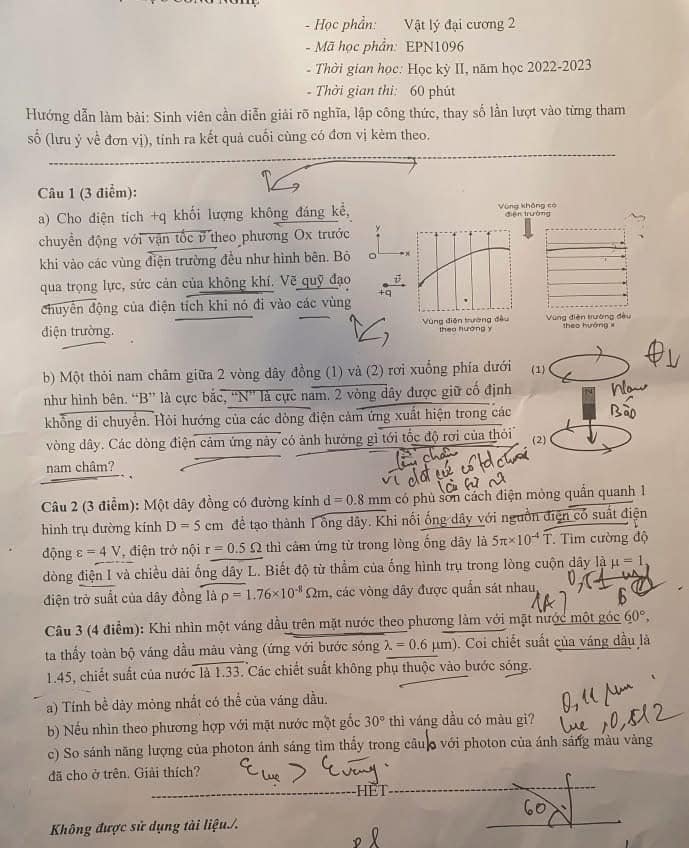 - Học phần: Vật lý đại cương 2
- Mã học phần: EPN1096
- Thời gian học: Học kỳ II, năm học 2022-2023
- Thời gian thi: 60 phút
Hướng dẫn làm bài: Sinh viên cần diễn giải rõ nghĩa, lập công thức, thay số lần lượt vào từng tham
số (lưu ý về đơn vị), tính ra kết quả cuối cùng có đơn vị kèm theo.
Câu 1 (3 điểm):
a) Cho điện tích +q khối lượng không đáng kể,
chuyển động với vận tốc v theo phương Ox trước
khi vào các vùng điện trường đều như hình bên. Bỏ
qua trọng lực, sức cản của không khí. Vẽ quỹ đạo
chuyển động của điện tích khi nó đi vào các vùng
điện trường.
Vùng không có
điện trường
y
O
x
v
+q
Vùng điện trường đều
theo hướng y
Vùng điện trường đều
theo hướng x
b) Một thỏi nam châm giữa 2 vòng dây đồng (1) và (2) rơi xuống phía dưới
như hình bên. “B” là cực bắc, “N” là cực nam. 2 vòng dây được giữ cố định
không di chuyển. Hỏi hướng của các dòng điện cảm ứng xuất hiện trong các
vòng dây. Các dòng điện cảm ứng này có ảnh hưởng gì tới tốc độ rơi của thỏi
nam châm?
(1)
N
Nam
Bắc
(2)
Câu 2 (3 điểm): Một dây đồng có đường kính d = 0.8 mm có phủ sơn cách điện mỏng quấn quanh 1
hình trụ đường kính D = 5 cm để tạo thành 1 ống dây. Khi nối ống dây với nguồn điện có suất điện
động ε = 4 V, điện trở nội r = 0.5 Ω thì cảm ứng từ trong lòng ống dây là 5π×10⁻⁴ T. Tìm cường độ
dòng điện I và chiều dài ống dây L. Biết độ từ thẩm của ống hình trụ trong lòng cuộn dây là μ = 1,
điện trở suất của dây đồng là ρ = 1.76×10⁻⁸ Ωm, các vòng dây được quấn sát nhau.
1A
Câu 3 (4 điểm): Khi nhìn một váng dầu trên mặt nước theo phương làm với mặt nước một góc 60°,
ta thấy toàn bộ váng dầu màu vàng (ứng với bước sóng λ = 0.6 μm). Coi chiết suất của váng dầu là
1.45, chiết suất của nước là 1.33. Các chiết suất không phụ thuộc vào bước sóng.
a) Tính bề dày mỏng nhất có thể của váng dầu.
0,11 μm
b) Nếu nhìn theo phương hợp với mặt nước một gốc 30° thì váng dầu có màu gì?
lục
c) So sánh năng lượng của photon ánh sáng tìm thấy trong câu b với photon của ánh sáng màu vàng
đã cho ở trên. Giải thích?
ε lục > ε vàng.
HẾT
60
Không được sử dụng tài liệu./.